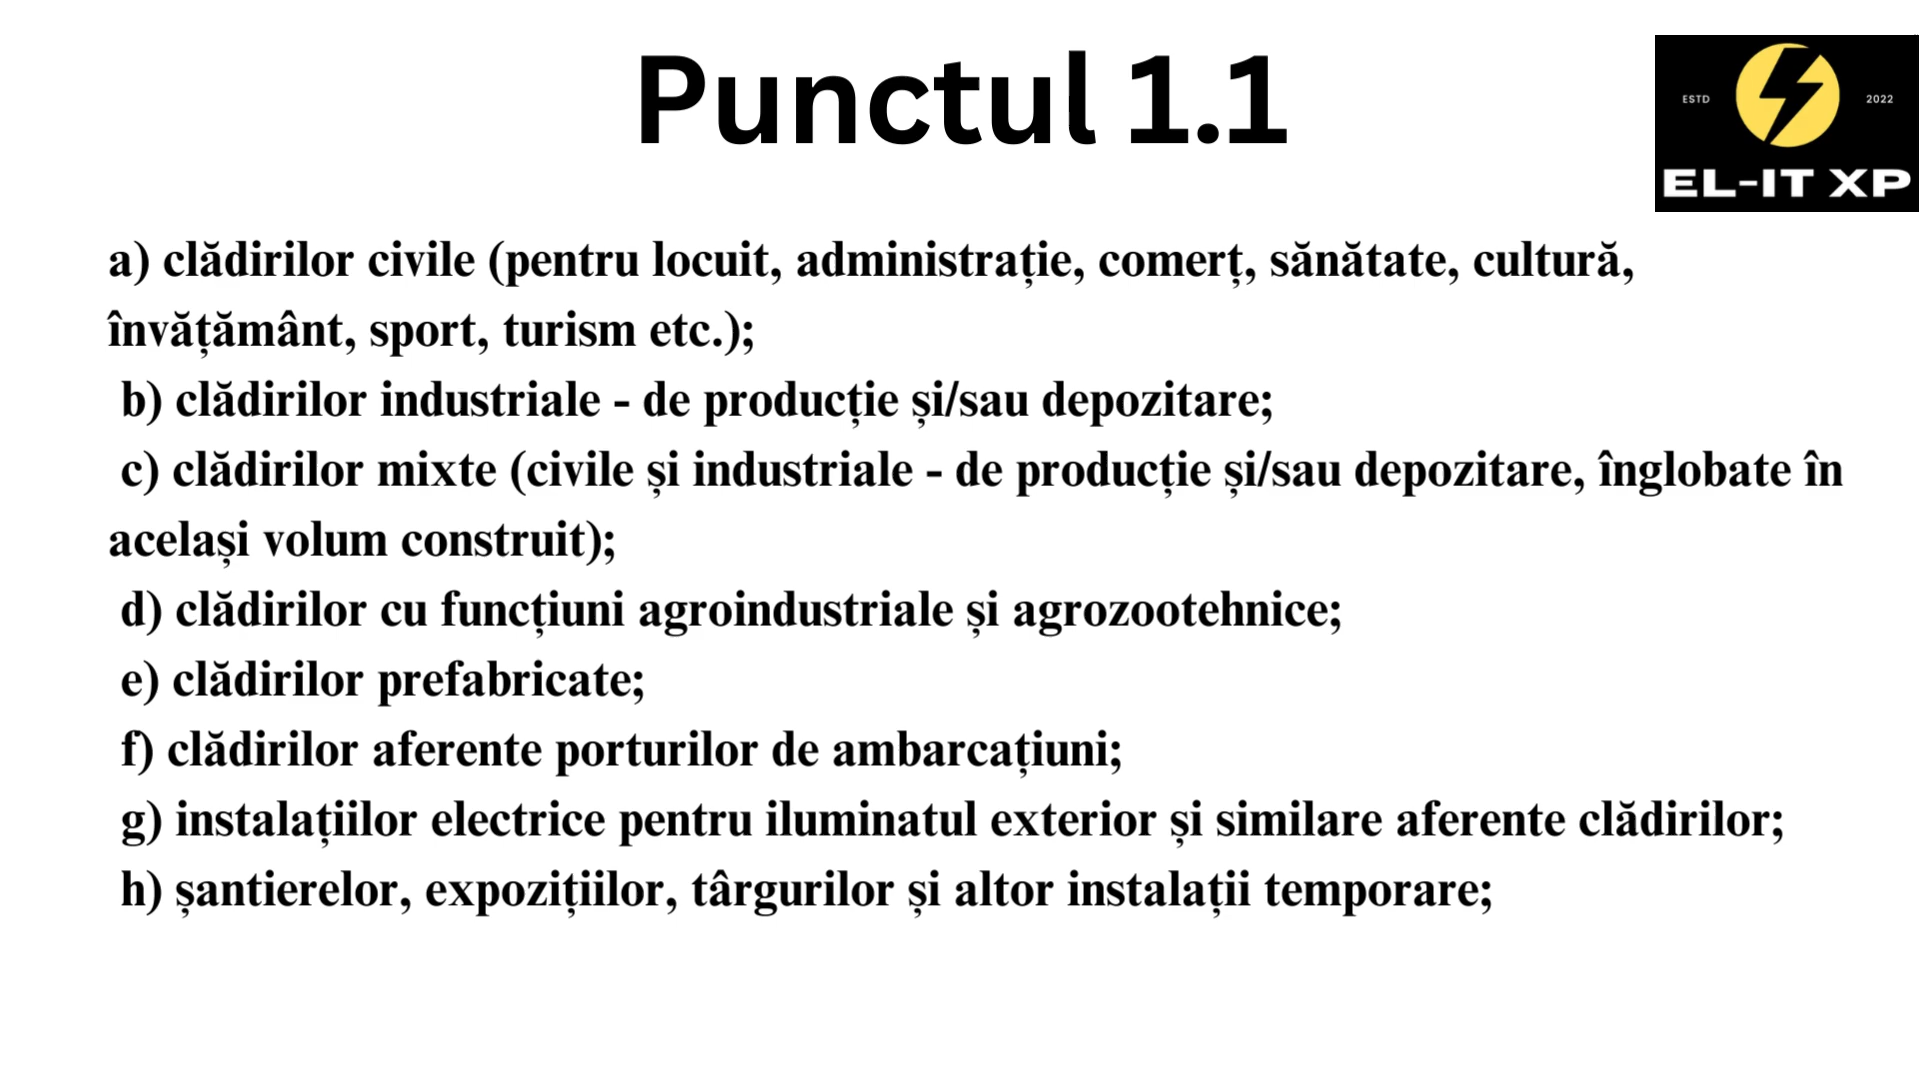 Punctul 1.1
ESTD
2022
EL-IT XP
a) clădirilor civile (pentru locuit, administrație, comerț, sănătate, cultură,
învățământ, sport, turism etc.);
b) clădirilor industriale - de producție și/sau depozitare;
c) clădirilor mixte (civile și industriale - de producție și/sau depozitare, înglobate în
același volum construit);
d) clădirilor cu funcțiuni agroindustriale și agrozootehnice;
e) clădirilor prefabricate;
f) clădirilor aferente porturilor de ambarcațiuni;
g) instalațiilor electrice pentru iluminatul exterior și similare aferente clădirilor;
h) șantierelor, expozițiilor, târgurilor și altor instalații temporare;